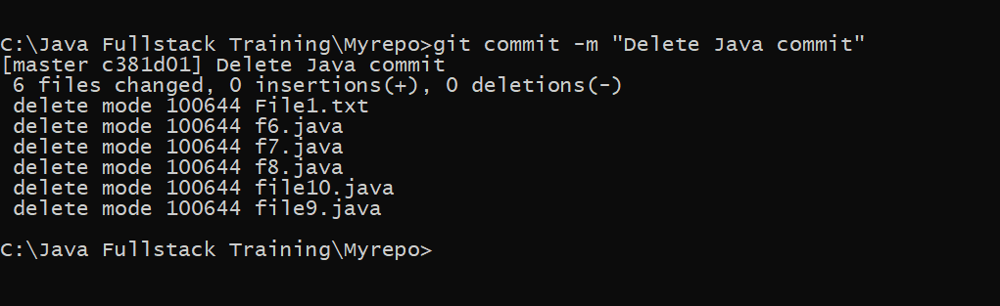 C:\Java Fullstack Training\Myrepo>git commit -m "Delete Java commit"
[master c381d01] Delete Java commit
 6 files changed, 0 insertions(+), 0 deletions(-)
 delete mode 100644 File1.txt
 delete mode 100644 f6.java
 delete mode 100644 f7.java
 delete mode 100644 f8.java
 delete mode 100644 file10.java
 delete mode 100644 file9.java
C:\Java Fullstack Training\Myrepo>